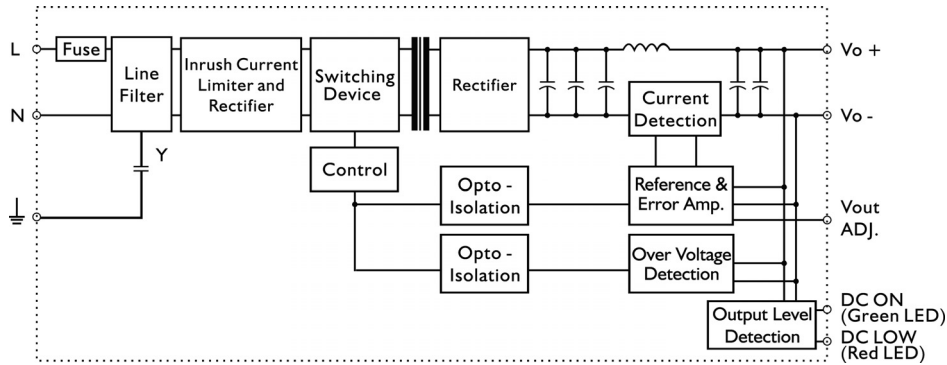 L
Fuse
Line
Filter
Inrush Current
Limiter and
Rectifier
Switching
Device
Rectifier
Current
Detection
Vo +
N
Vo -
Y
Control
Opto -
Isolation
Reference &
Error Amp.
Vout
ADJ.
Opto -
Isolation
Over Voltage
Detection
Output Level
Detection
DC ON
(Green LED)
DC LOW
(Red LED)